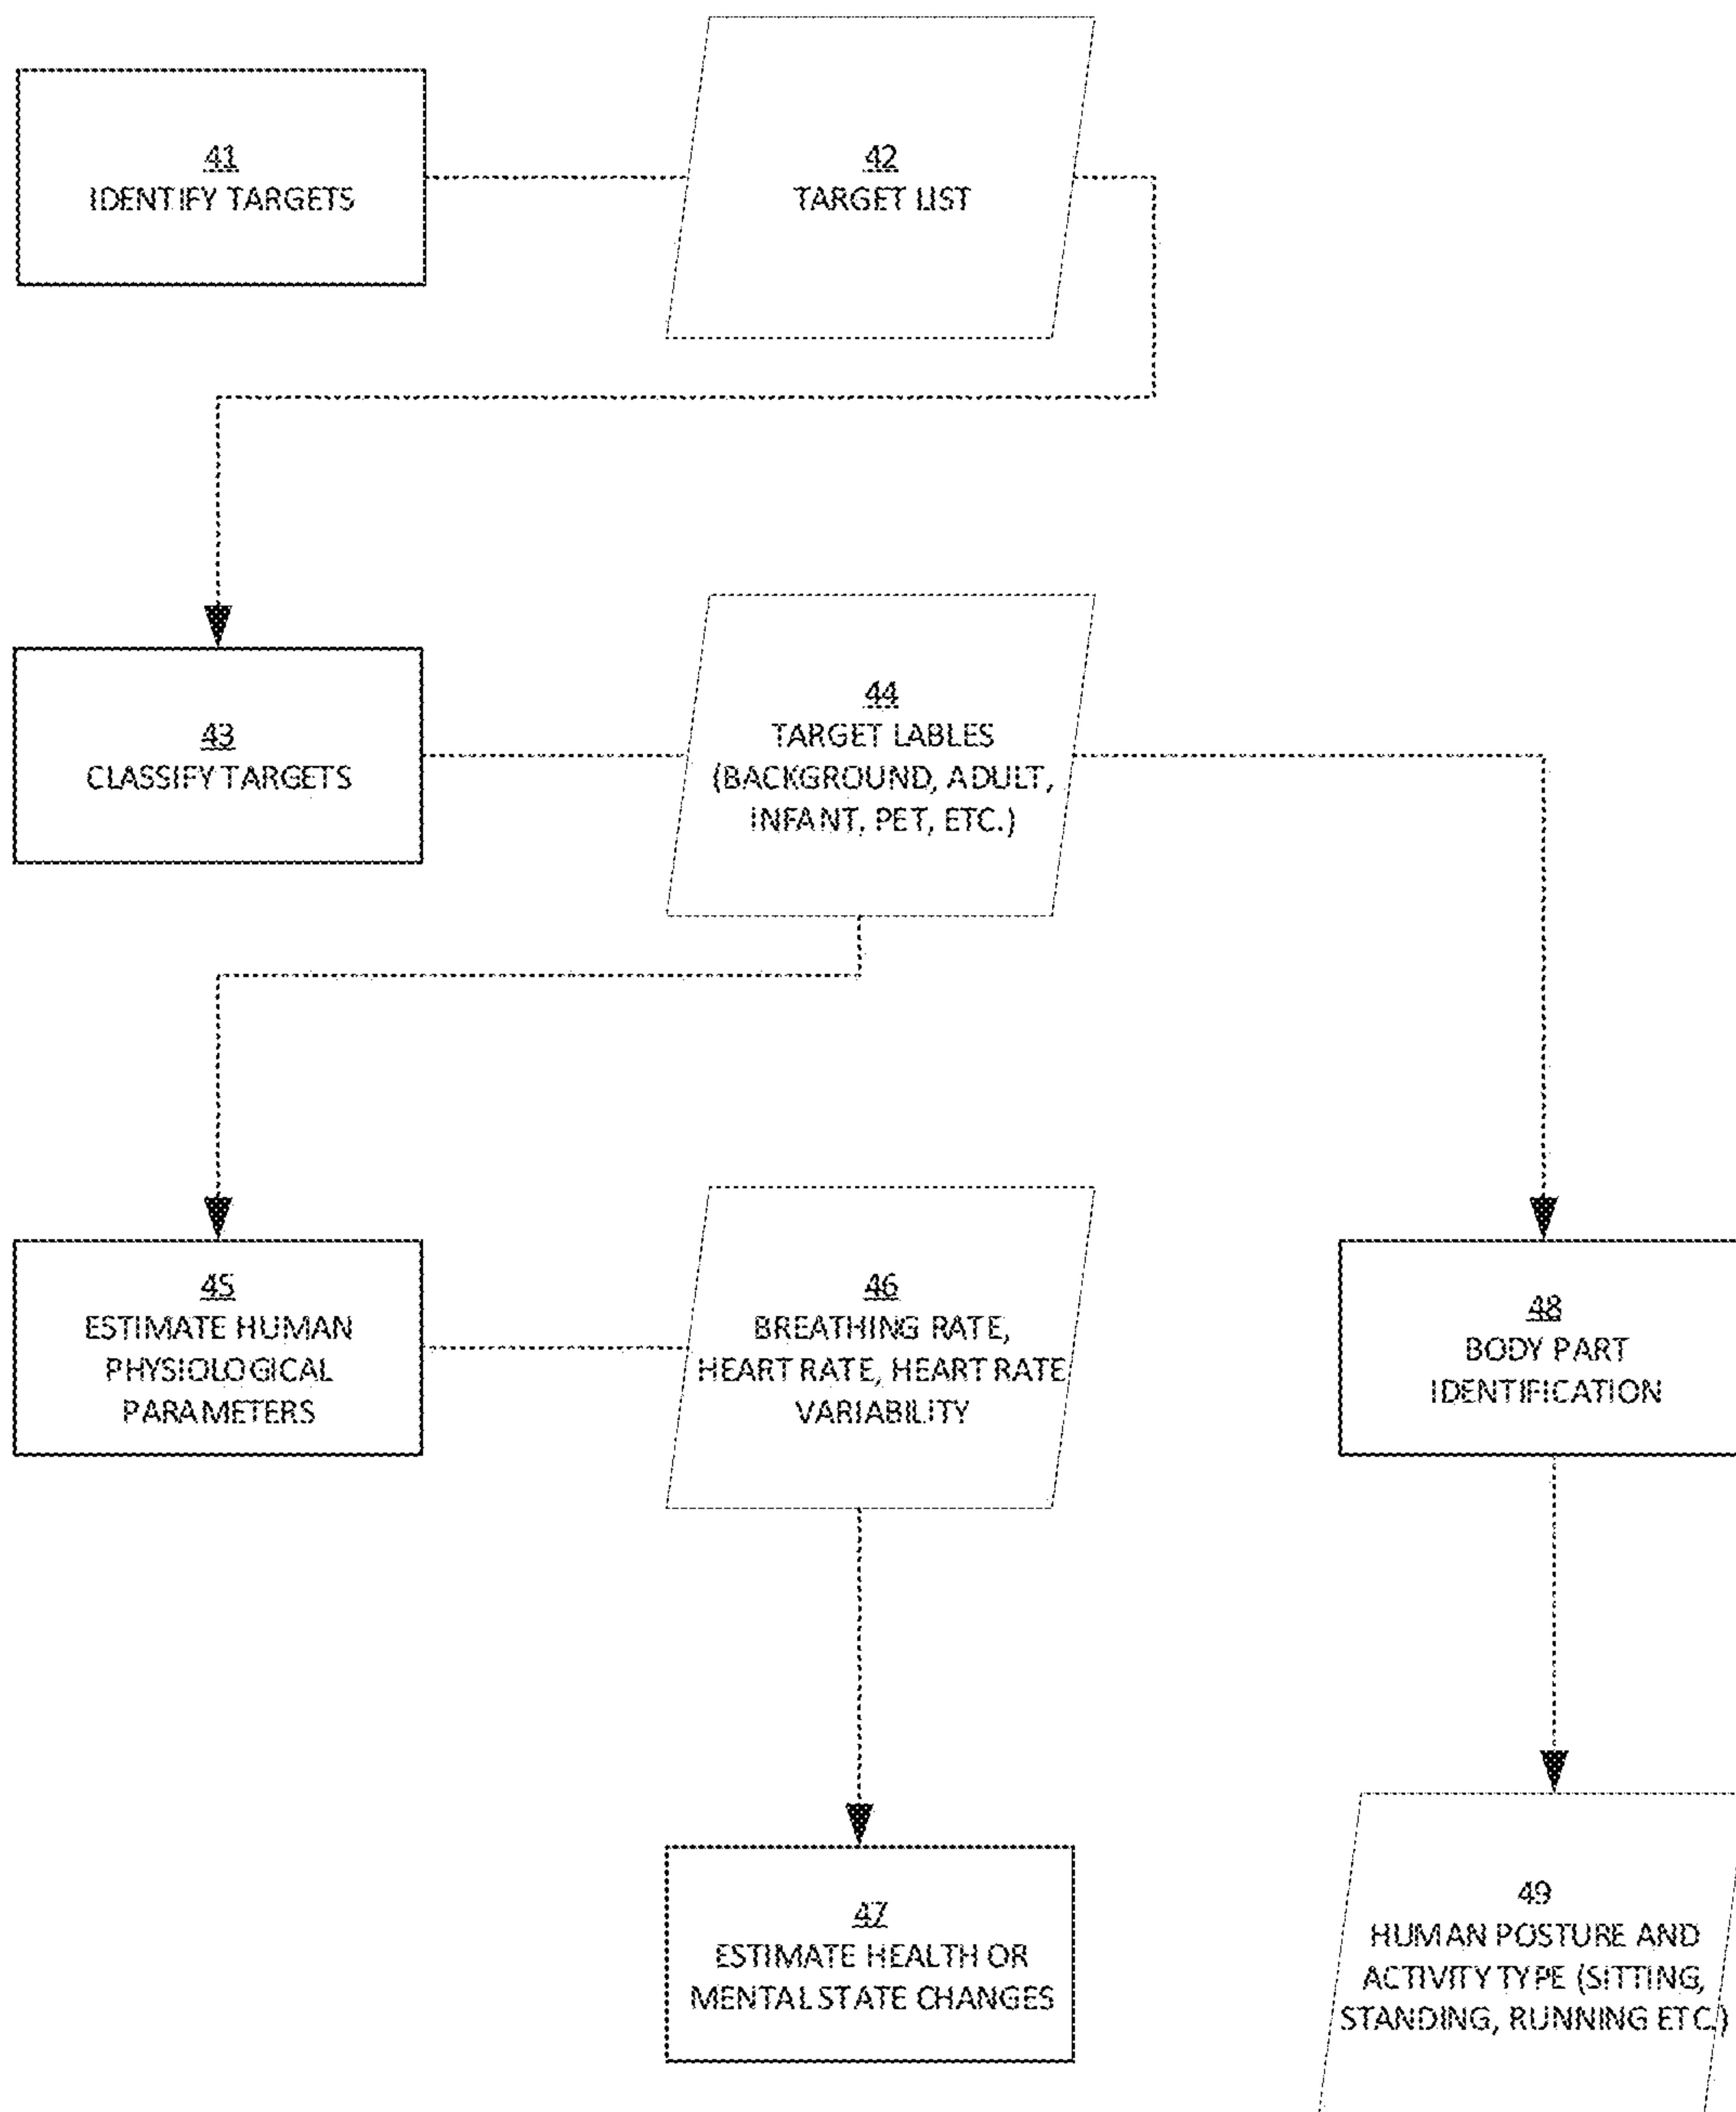 41
IDENTIFY TARGETS
42
TARGET LIST
43
CLASSIFY TARGETS
44
TARGET LABLES
(BACKGROUND, ADULT,
INFANT, PET, ETC.)
45
ESTIMATE HUMAN
PHYSIOLOGICAL
PARAMETERS
46
BREATHING RATE,
HEART RATE, HEART RATE
VARIABILITY
48
BODY PART
IDENTIFICATION
47
ESTIMATE HEALTH OR
MENTAL STATE CHANGES
49
HUMAN POSTURE AND
ACTIVITY TYPE (SITTING,
STANDING, RUNNING ETC.)